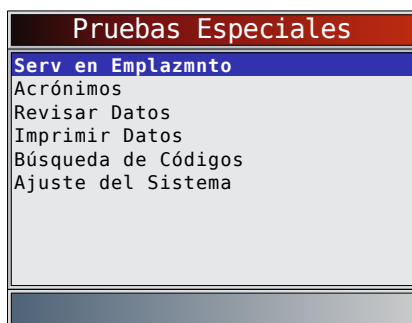 Pruebas Especiales
Serv en Emplazmnto
Acrónimos
Revisar Datos
Imprimir Datos
Búsqueda de Códigos
Ajuste del Sistema